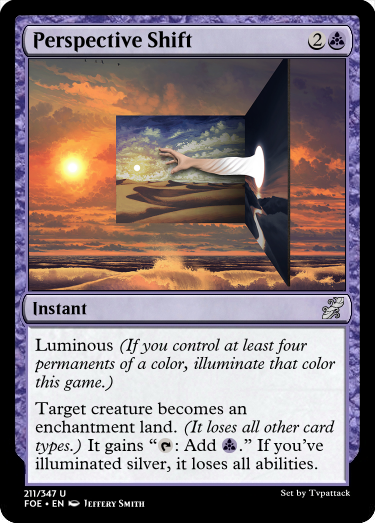 Perspective Shift 2
Instant
Luminous (If you control at least four
permanents of a color, illuminate that color
this game.)
Target creature becomes an
enchantment land. (It loses all other card
types.) It gains “: Add .” If you’ve
illuminated silver, it loses all abilities.
211/347 U
Set by Tvpattack
FOE • EN Jeffery Smith